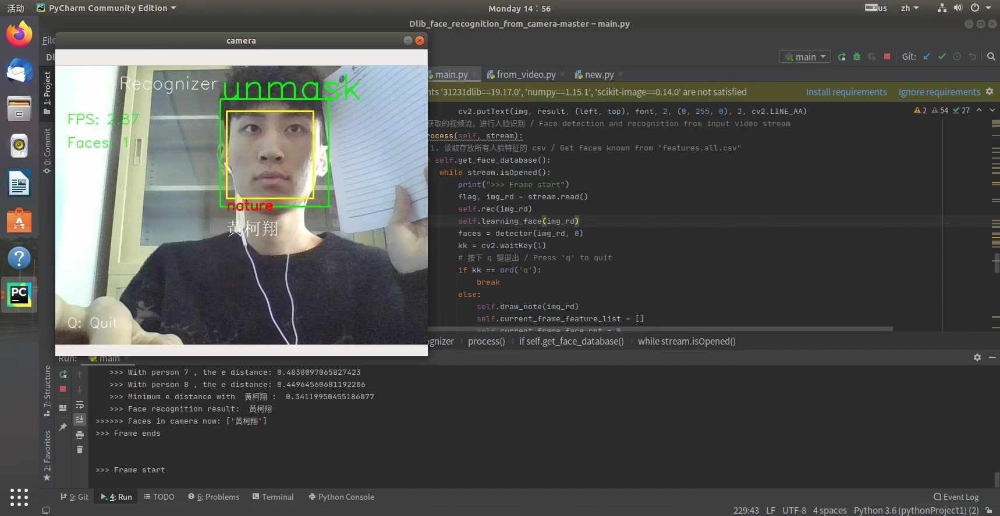 活动
PyCharm Community Edition
Monday 14：56
us
zh
Dlib_face_recognition_from_camera-master – main.py
File
camera
Dl
main
Git:
main.py
from_video.py
new.py
nts '31231dlib==19.17.0', 'numpy==1.15.1', 'scikit-image==0.14.0' are not satisfied
Install requirements
Ignore requirements
Recognizer
unmask
FPS: 2.87
Faces: 1
nature
黃柯翔
Q: Quit
1: Project
0: Commit
7: Structure
2: Favorites
cv2.putText(img, result, (left, top), font, 2, (0, 255, 0), 2, cv2.LINE_AA)
2 54 27
获取的视频流，进行人脸识别 / Face detection and recognition from input video stream
rocess(self, stream):
1. 读取存放所有人脸特征的 csv / Get faces known from "features.all.csv"
f self.get_face_database():
while stream.isOpened():
print(">>> Frame start")
flag, img_rd = stream.read()
self.rec(img_rd)
self.learning_face(img_rd)
faces = detector(img_rd, 0)
kk = cv2.waitKey(1)
# 按下 q 键退出 / Press 'q' to quit
if kk == ord('q'):
break
else:
self.draw_note(img_rd)
self.current_frame_feature_list = []
self.current_frame_face_cnt = 0
ognizer
process()
if self.get_face_database()
while stream.isOpened()
Run:
main
>>> With person 7 , the e distance: 0.4838097065827423
>>> With person 8 , the e distance: 0.44964560681192206
>>> Minimum e distance with  黃柯翔 :  0.34119950455186077
>>> Face recognition result:  黃柯翔
>>>>>> Faces in camera now: ['黃柯翔']
>>> Frame ends
>>> Frame start
9: Git
4: Run
TODO
6: Problems
Terminal
Python Console
Event Log
229:43
LF
UTF-8
4 spaces
Python 3.6 (pythonProject1) (2)